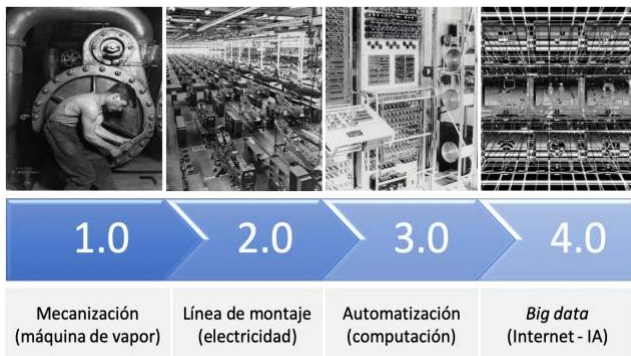 1.0
2.0
3.0
4.0
Mecanización
(máquina de vapor)
Línea de montaje
(electricidad)
Automatización
(computación)
Big data
(Internet - IA)